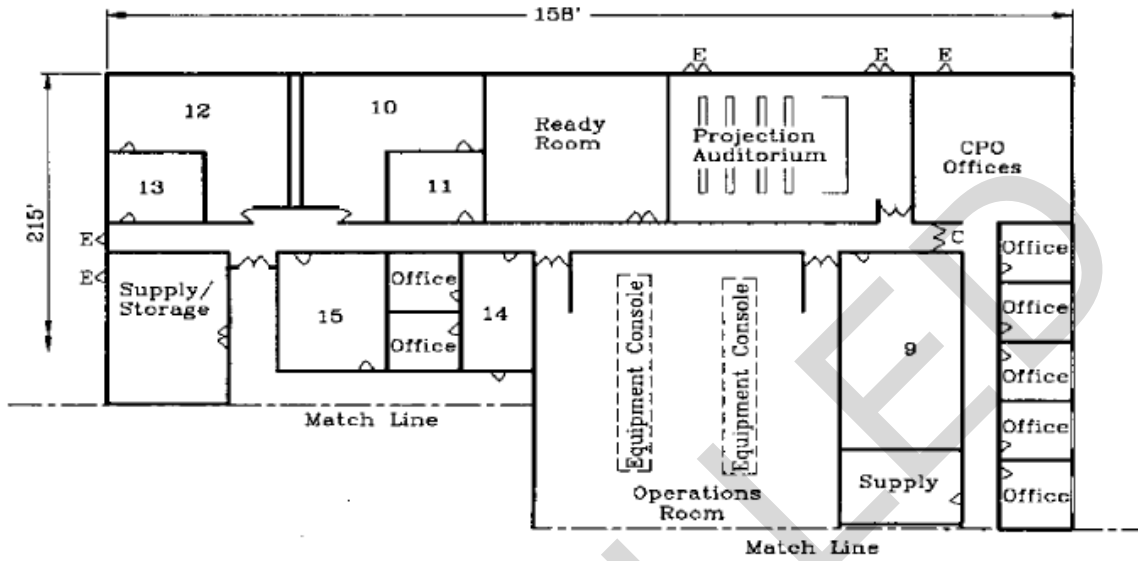 158'
E
E
E
12
10
Ready
Room
Projection
Auditorium
CPO
Offices
13
11
215'
E
C
Office
E
Supply/
Storage
15
Office
14
Office
Office
9
Equipment Console
Equipment Console
Office
Office
Match Line
Supply
Operations
Room
Office
Match Line
LED